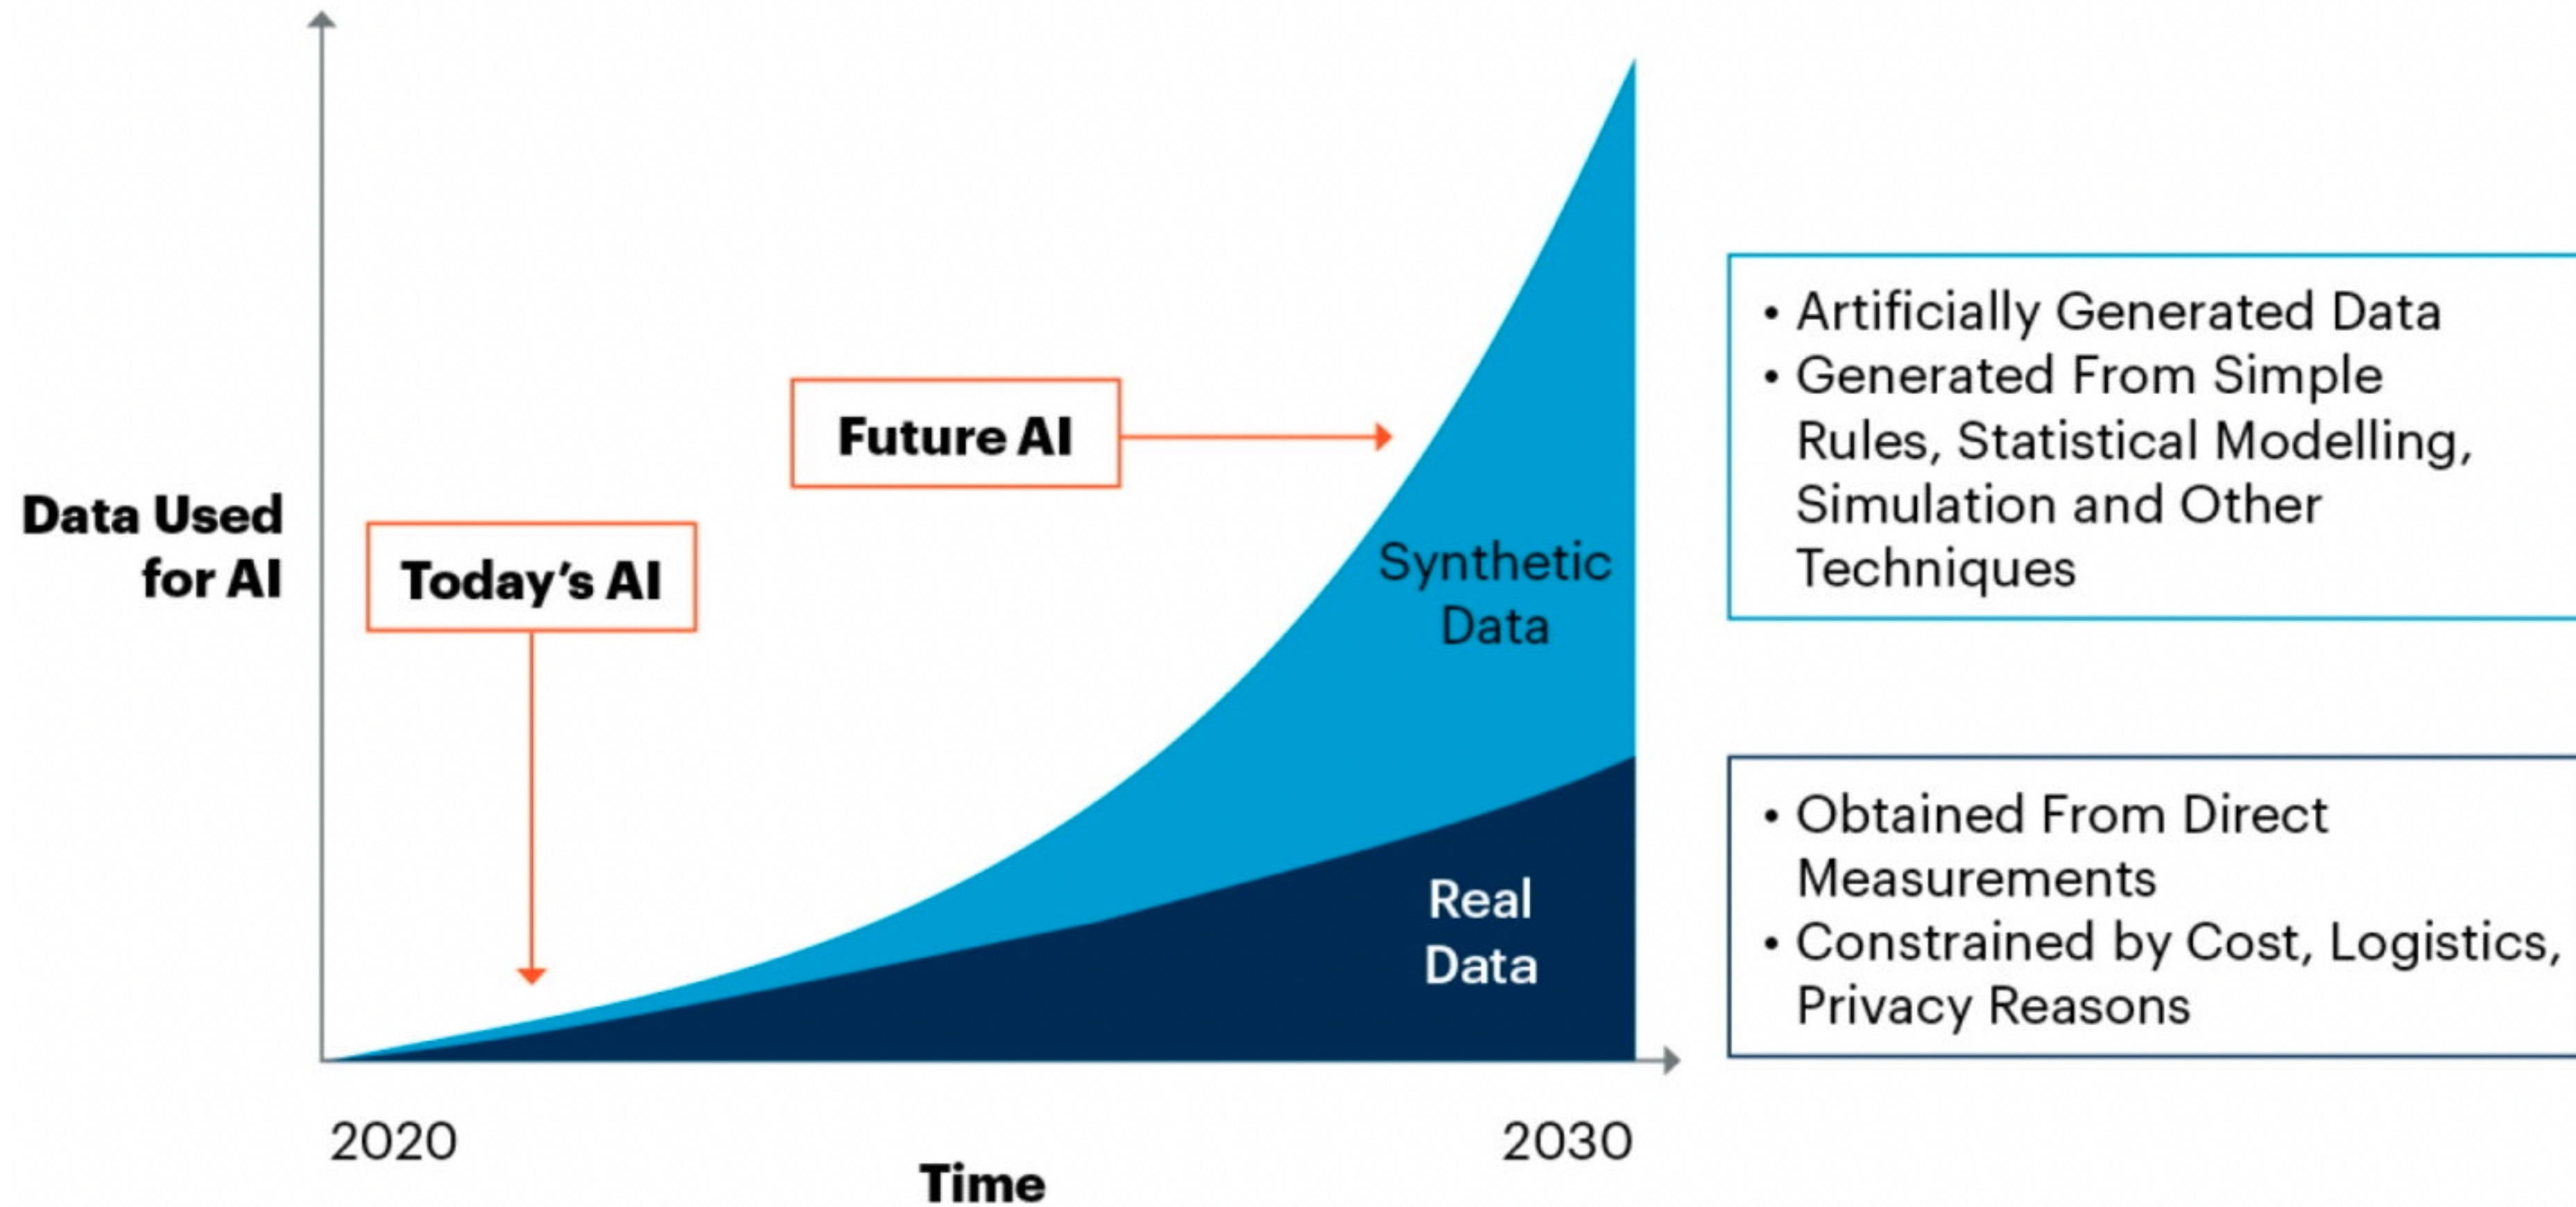 Data Used
for AI
Today’s AI
Future AI
Synthetic
Data
Real
Data
• Artificially Generated Data
• Generated From Simple
Rules, Statistical Modelling,
Simulation and Other
Techniques
• Obtained From Direct
Measurements
• Constrained by Cost, Logistics,
Privacy Reasons
2020
2030
Time